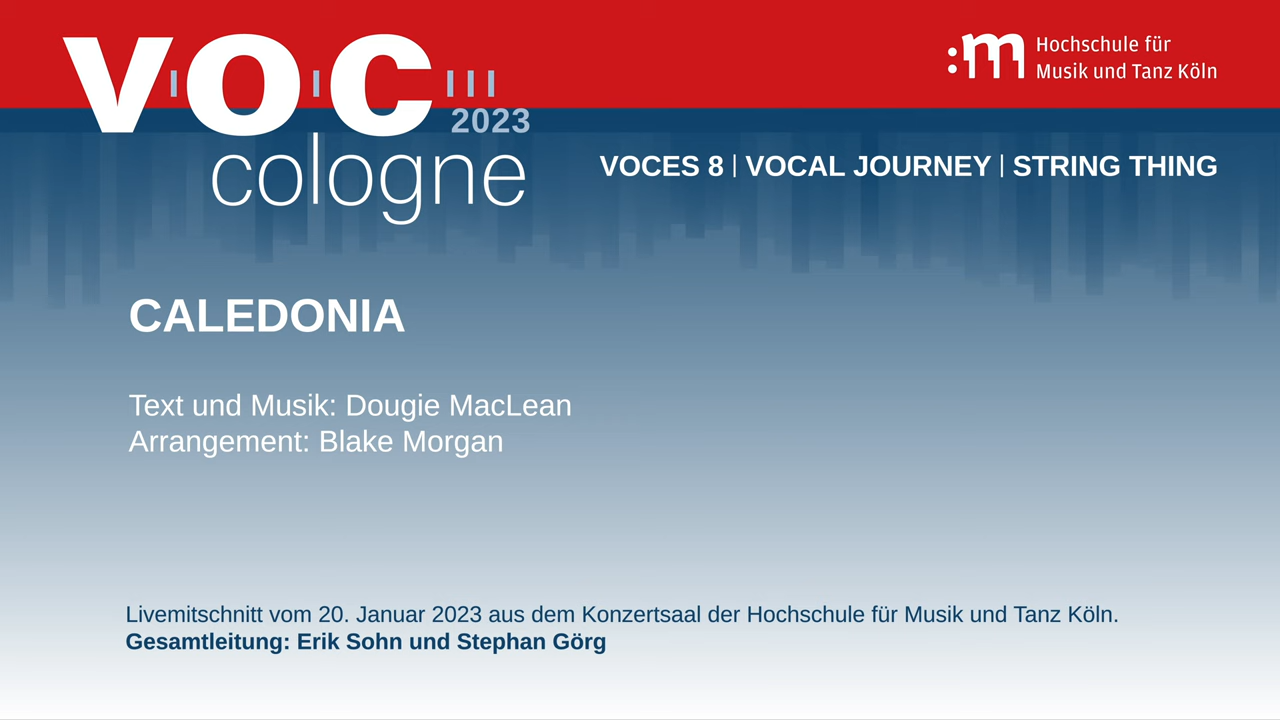 voc
2023
cologne
:m Hochschule für
Musik und Tanz Köln
VOCES 8 | VOCAL JOURNEY | STRING THING
CALEDONIA
Text und Musik: Dougie MacLean
Arrangement: Blake Morgan
Livemitschnitt vom 20. Januar 2023 aus dem Konzertsaal der Hochschule für Musik und Tanz Köln.
Gesamtleitung: Erik Sohn und Stephan Görg